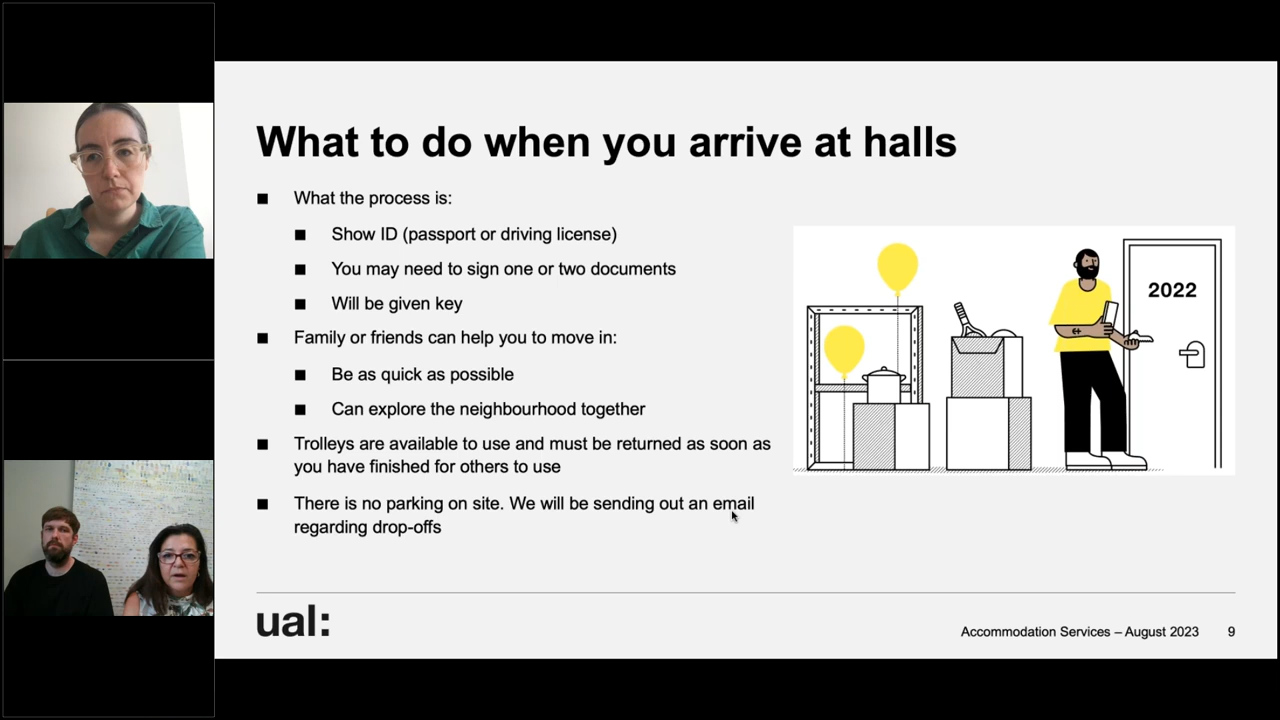 What to do when you arrive at halls
■ What the process is:
■ Show ID (passport or driving license)
■ You may need to sign one or two documents
■ Will be given key
■ Family or friends can help you to move in:
■ Be as quick as possible
■ Can explore the neighbourhood together
■ Trolleys are available to use and must be returned as soon as
you have finished for others to use
■ There is no parking on site. We will be sending out an email
regarding drop-offs
2022
ual:
Accommodation Services – August 2023 9